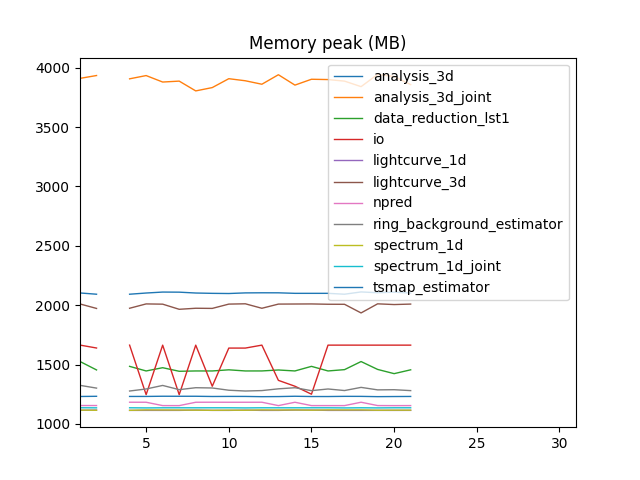 Memory peak (MB)
4000
3500
3000
2500
2000
1500
1000
5
10
15
20
25
30
analysis_3d
analysis_3d_joint
data_reduction_lst1
io
lightcurve_1d
lightcurve_3d
npred
ring_background_estimator
spectrum_1d
spectrum_1d_joint
tsmap_estimator